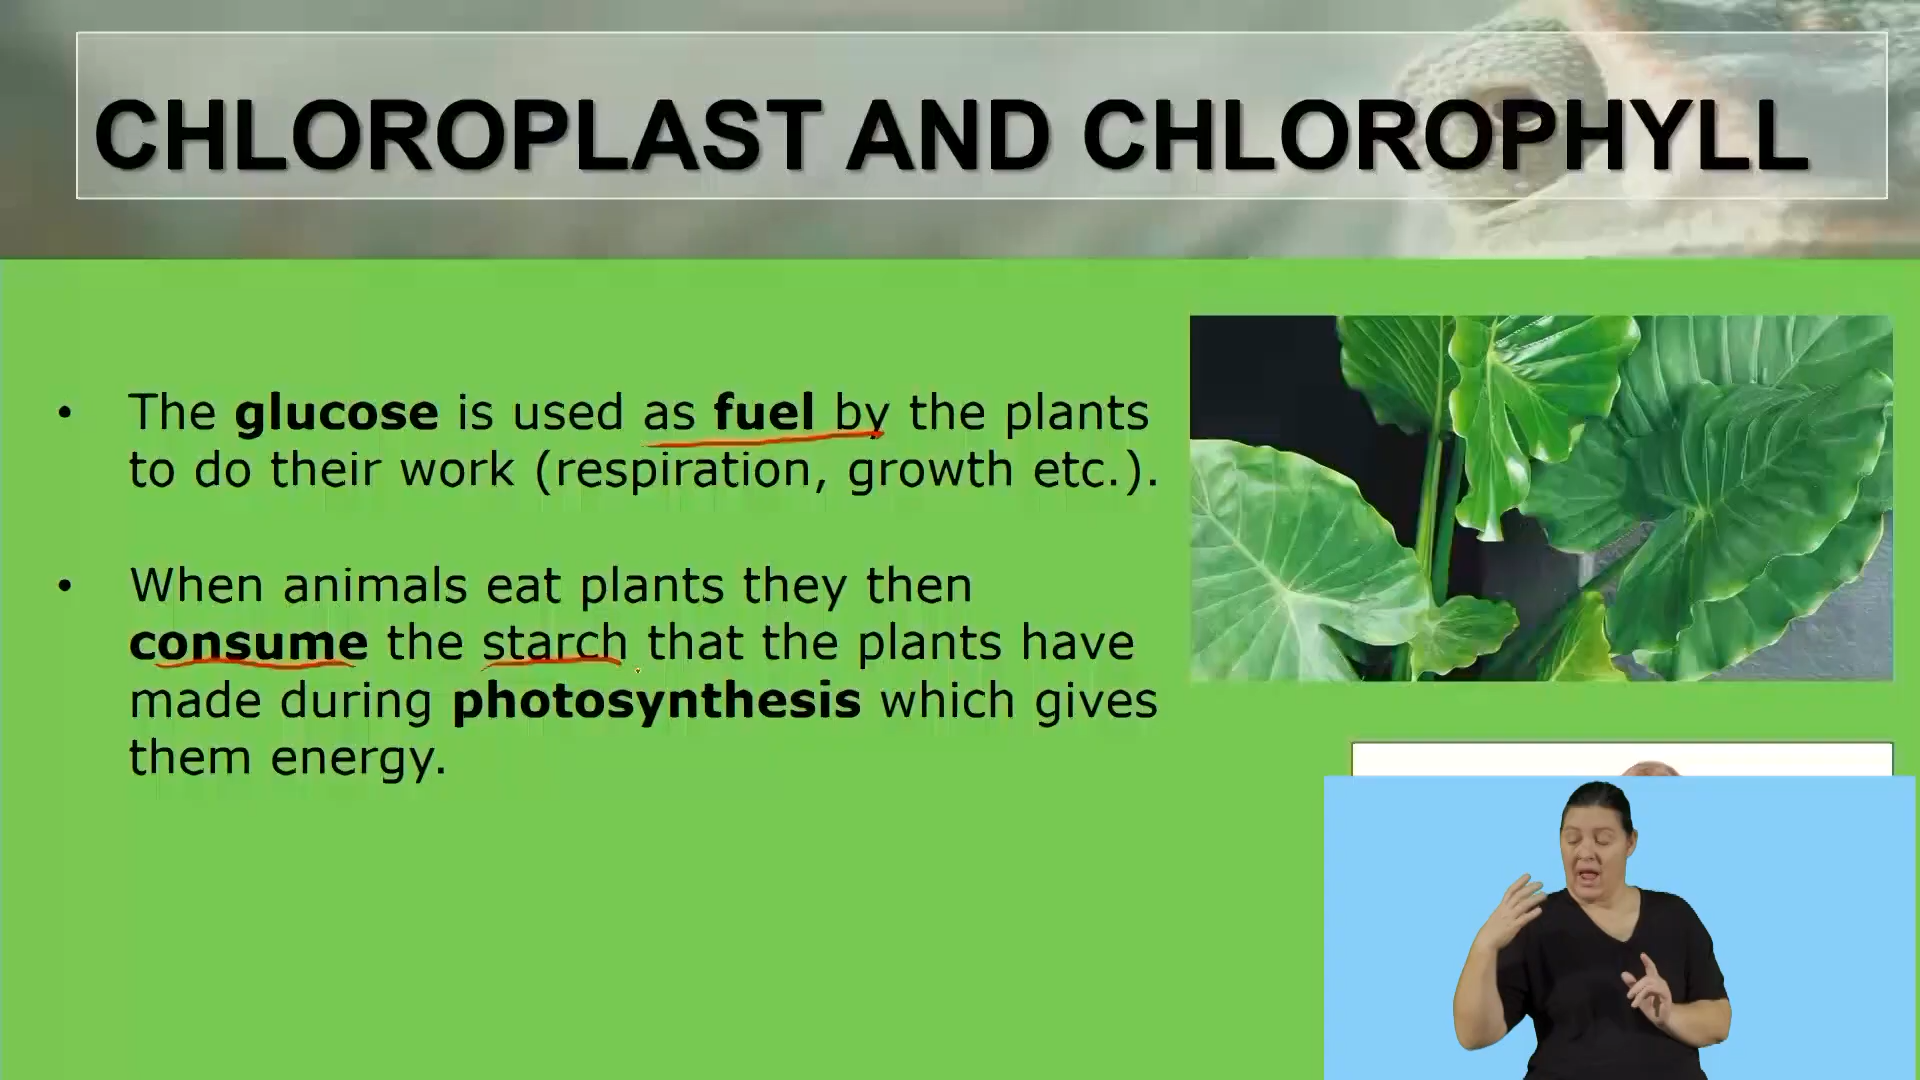 CHLOROPLAST AND CHLOROPHYLL
• The glucose is used as fuel by the plants
to do their work (respiration, growth etc.).
• When animals eat plants they then
consume the starch that the plants have
made during photosynthesis which gives
them energy.